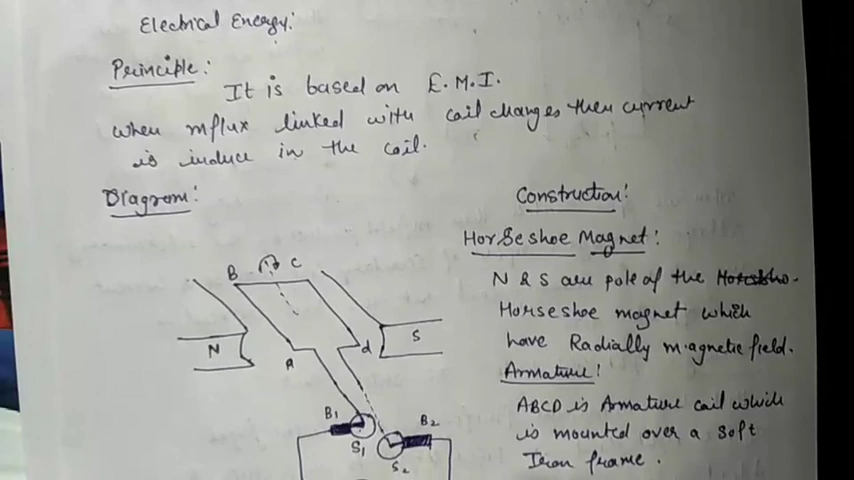 Electrical Energy:
Principle:
It is based on E.M.I.
when mflux linked with coil changes then current
is induce in the coil.
Diagram:
B
C
N
S
A
d
B1
B2
S1
S2
Construction:
Horseshoe Magnet:
N & S are pole of the
Horseshoe magnet which
have Radially magnetic field.
Armature:
ABCD is Armature coil which
is mounted over a soft
Iron frame.